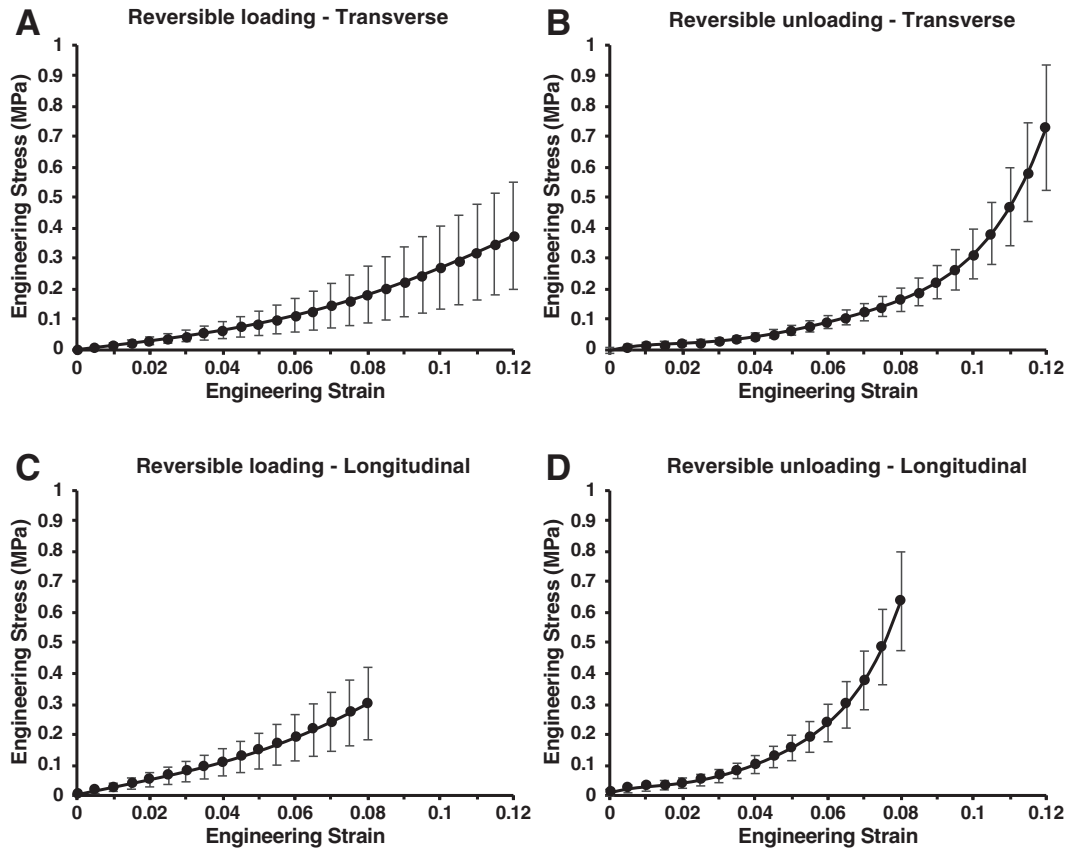 A
Reversible loading - Transverse
Engineering Stress (MPa)
1
0.9
0.8
0.7
0.6
0.5
0.4
0.3
0.2
0.1
0
0 0.02 0.04 0.06 0.08 0.1 0.12
Engineering Strain
B
Reversible unloading - Transverse
Engineering Stress (MPa)
1
0.9
0.8
0.7
0.6
0.5
0.4
0.3
0.2
0.1
0
0 0.02 0.04 0.06 0.08 0.1 0.12
Engineering Strain
C
Reversible loading - Longitudinal
Engineering Stress (MPa)
1
0.9
0.8
0.7
0.6
0.5
0.4
0.3
0.2
0.1
0
0 0.02 0.04 0.06 0.08 0.1 0.12
Engineering Strain
D
Reversible unloading - Longitudinal
Engineering Stress (MPa)
1
0.9
0.8
0.7
0.6
0.5
0.4
0.3
0.2
0.1
0
0 0.02 0.04 0.06 0.08 0.1 0.12
Engineering Strain